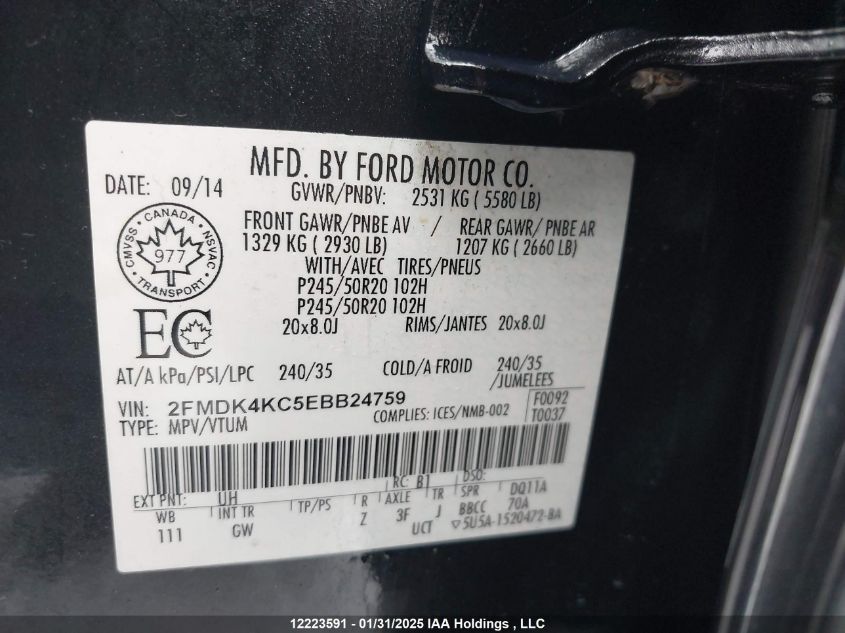 MFD. BY FORD MOTOR CO.
DATE: 09/14
GVWR/PNBV: 2531 KG ( 5580 LB)
FRONT GAWR/PNBE AV / REAR GAWR/ PNBE AR
1329 KG ( 2930 LB) 1207 KG ( 2660 LB)
WITH/AVEC TIRES/PNEUS
P245/50R20 102H
P245/50R20 102H
20x8.0J RIMS/JANTES 20x8.0J
CANADA
CMVSS NSVAC
977
TRANSPORT
EC
AT/A kPa/PSI/LPC 240/35 COLD/A FROID 240/35
/JUMELEES
VIN: 2FMDK4KC5EBB24759
TYPE: MPV/VTUM
COMPLIES: ICES/NMB-002
F0092
T0037
EXT PNT: UH RC: B1 DSO:
WB INT TR TP/PS R AXLE TR SPR DQ11A
111 GW Z 3F J BBCC 70A
UCT ▽5U5A-1520472-BA
12223591 - 01/31/2025 IAA Holdings , LLC